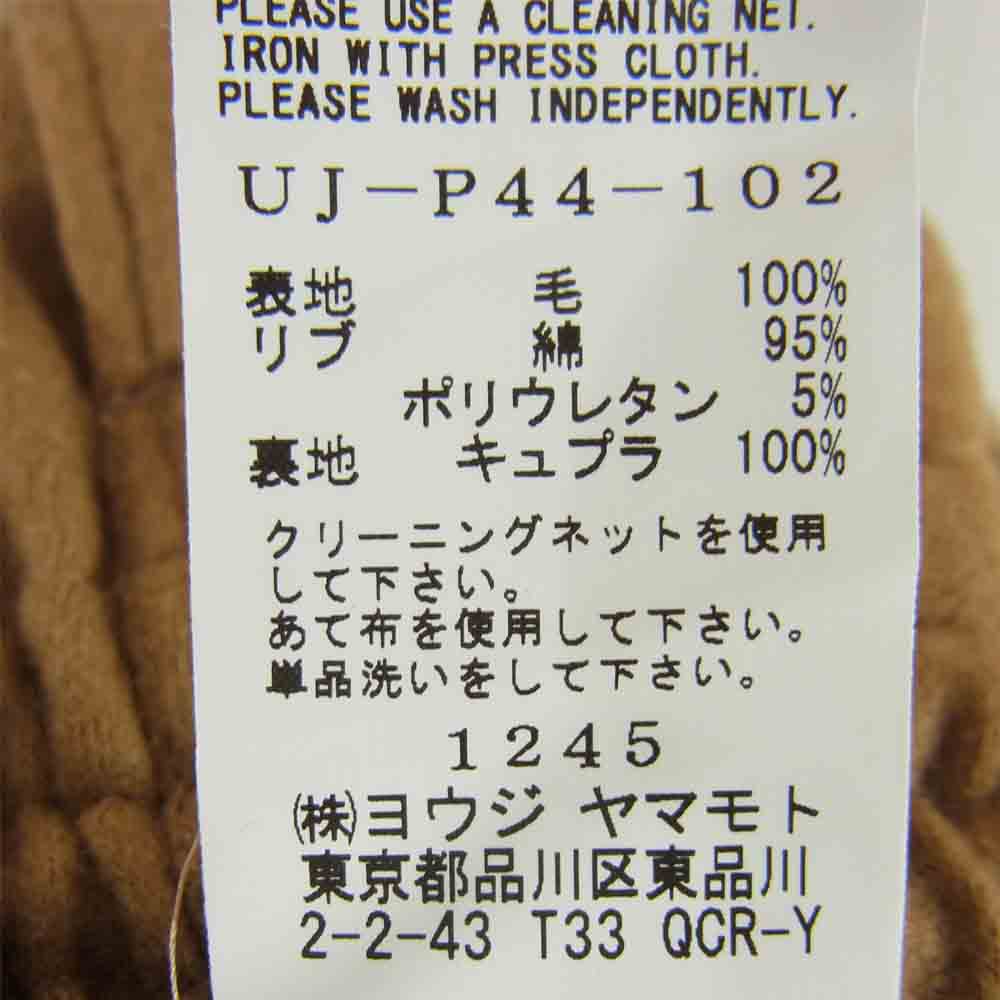 PLEASE USE A CLEANING NET.
IRON WITH PRESS CLOTH.
PLEASE WASH INDEPENDENTLY.
UJ-P44-102
表地 毛 100%
リブ 綿 95%
ポリウレタン 5%
裏地 キュプラ 100%
クリーニングネットを使用
して下さい。
あて布を使用して下さい。
単品洗いをして下さい。
1245
(株)ヨウジ ヤマモト
東京都品川区東品川
2-2-43 T33 QCR-Y